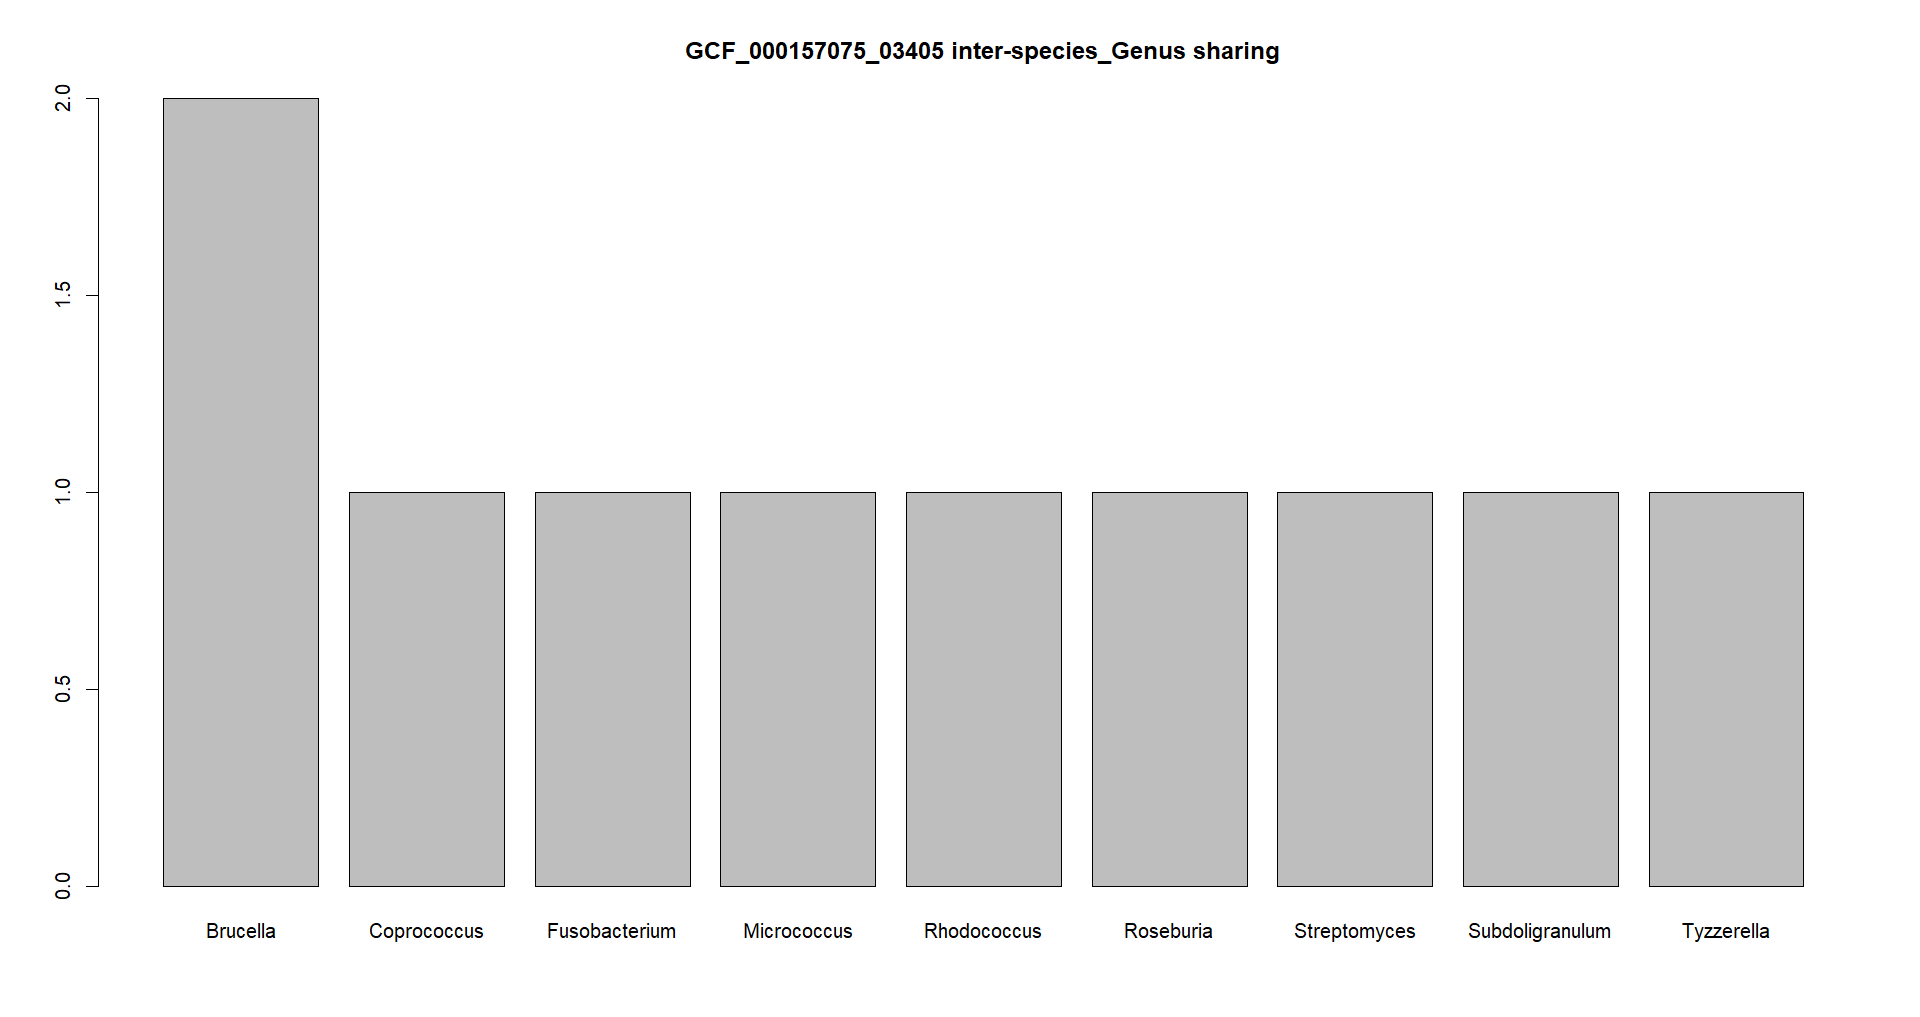 GCF_000157075_03405 inter-species_Genus sharing
2.0
1.5
1.0
0.5
0.0
Brucella Coprococcus Fusobacterium Micrococcus Rhodococcus Roseburia Streptomyces Subdoligranulum Tyzzerella